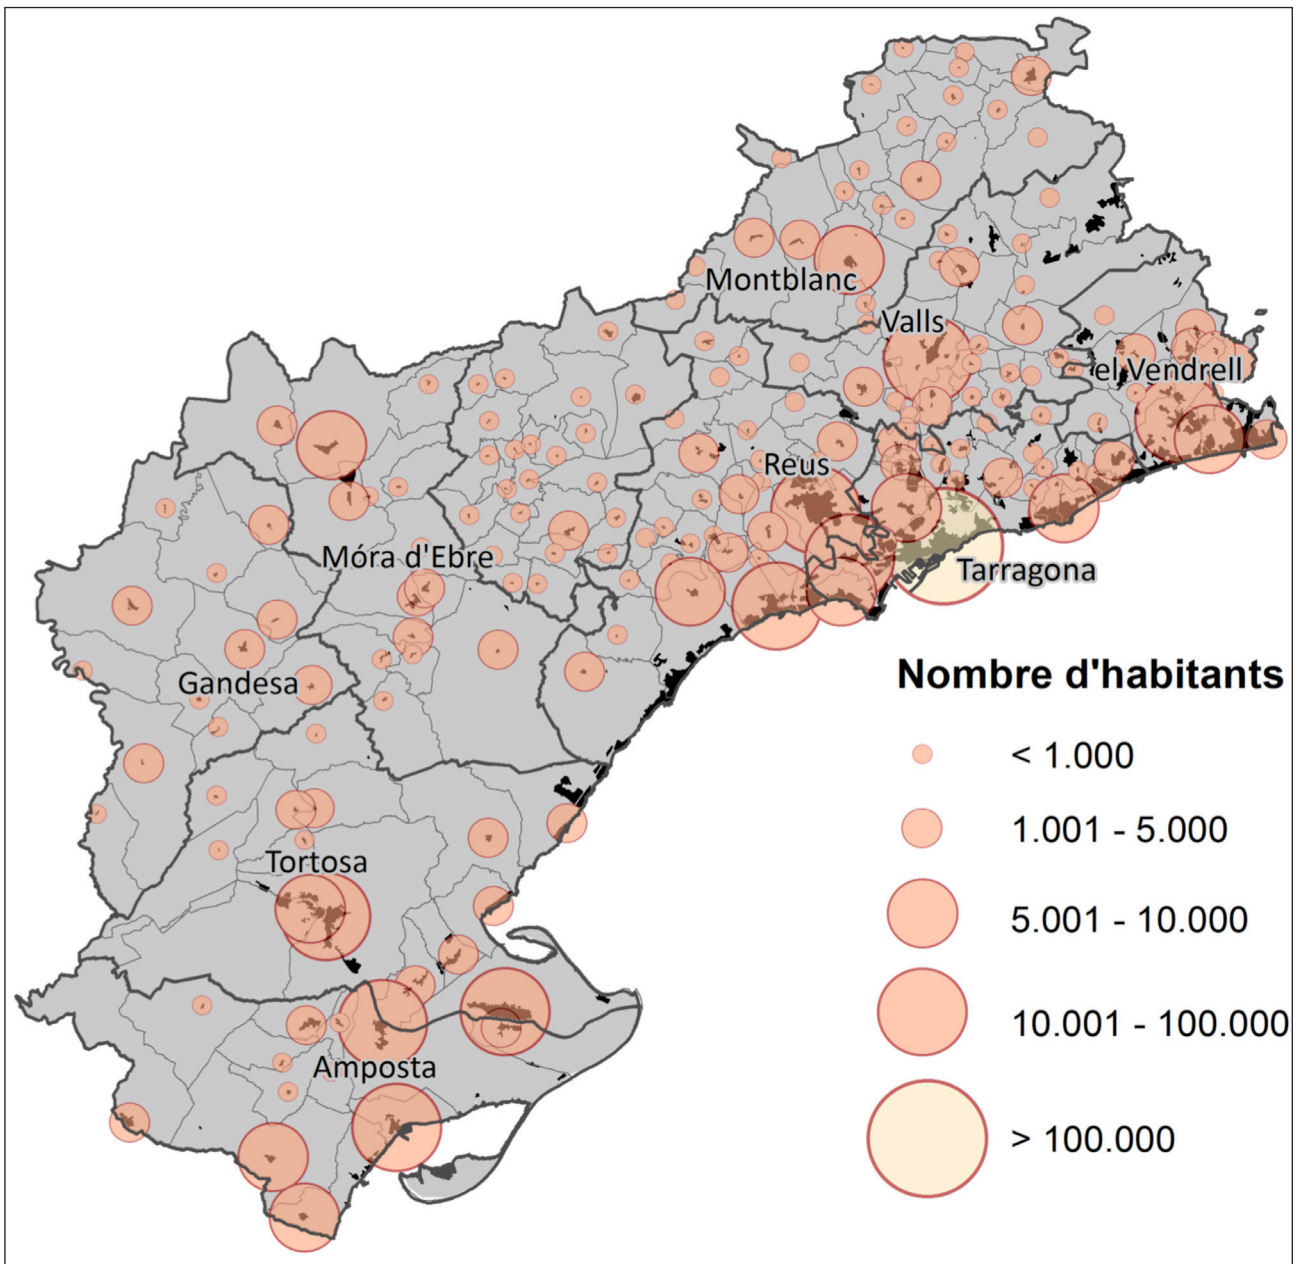 Montblanc
Valls
el Vendrell
Reus
Móra d'Ebre
Tarragona
Gandesa
Tortosa
Amposta
Nombre d'habitants
< 1.000
1.001 - 5.000
5.001 - 10.000
10.001 - 100.000
> 100.000